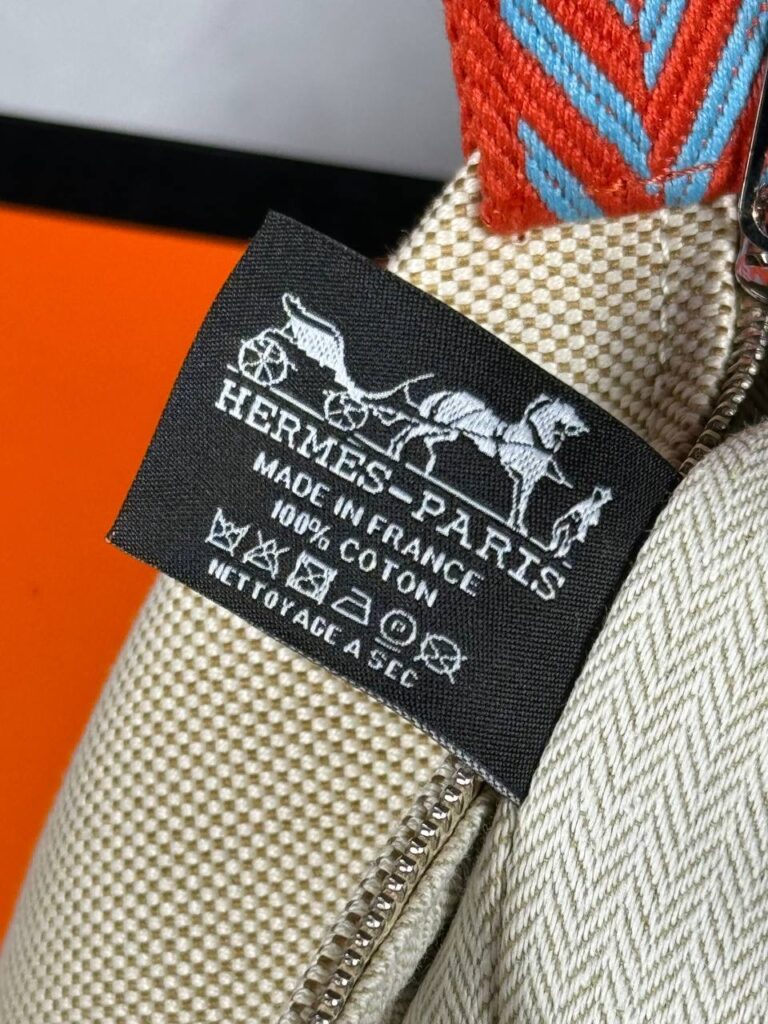 HERMES-PARIS
MADE IN FRANCE
100% COTON
NETTOYAGE A SEC